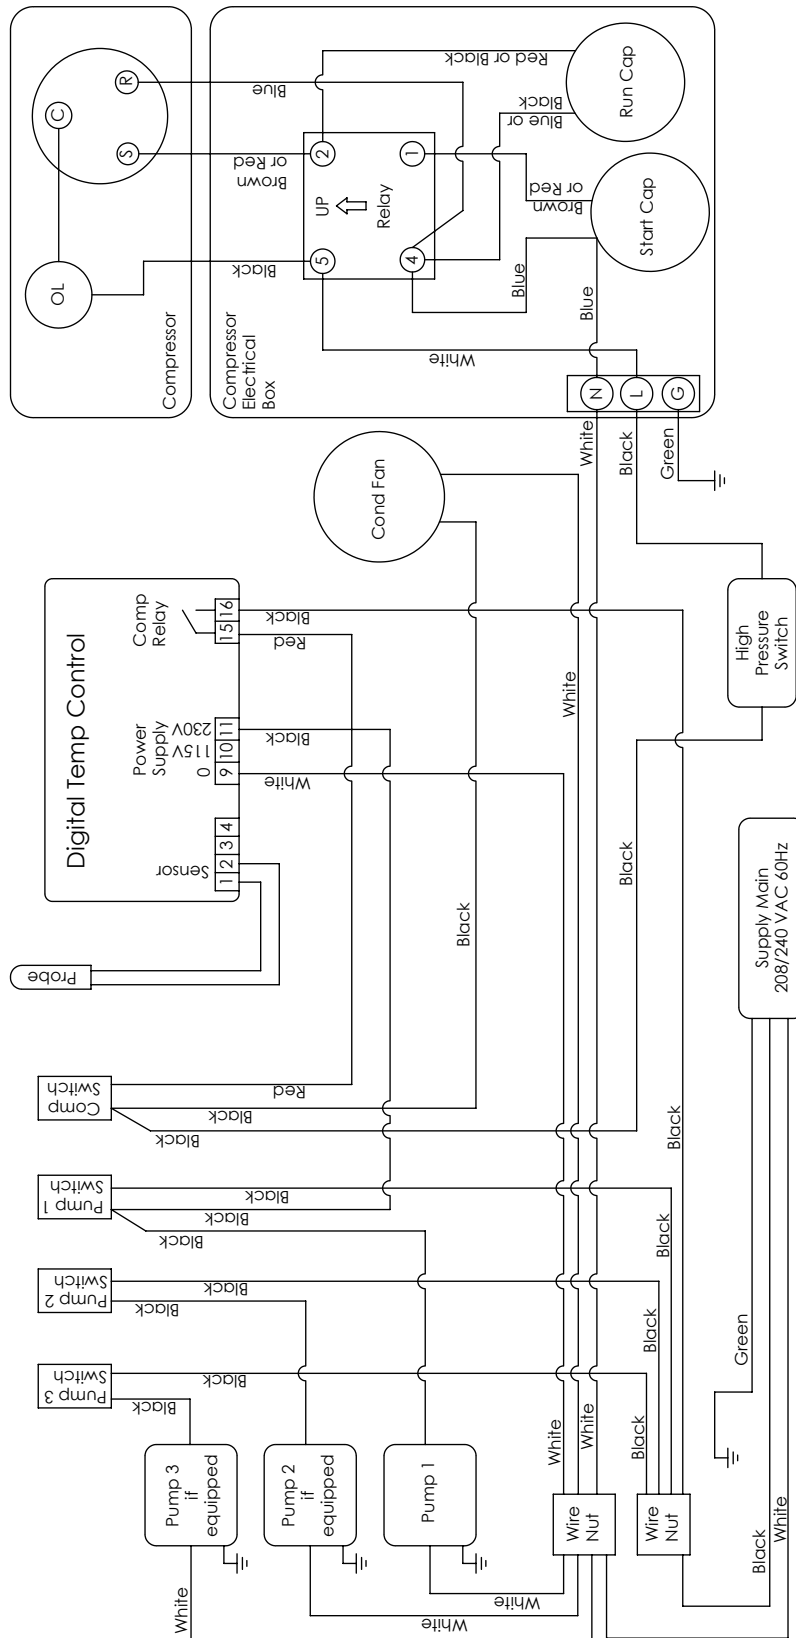 Compressor
OL
C
S
R
Compressor
Electrical
Box
Black
Brown
or Red
Blue
Red or Black
5
2
UP
Relay
4
1
White
Blue
Blue
Brown
or Red
Blue or
Black
Run Cap
Start Cap
N
L
G
White
Black
Green
Cond Fan
Digital Temp Control
Sensor
1
2
3
4
Power
Supply
0
115V
230V
9
10
11
Comp
Relay
15
16
White
Black
Red
Black
Probe
White
Black
Black
High
Pressure
Switch
Supply Main
208/240 VAC 60Hz
Comp
Switch
Red
Black
Black
Pump 1
Switch
Black
Black
Black
Pump 2
Switch
Black
Black
Pump 3
Switch
Black
Black
Black
Black
Black
Black
Green
Pump 3
if
equipped
Pump 2
if
equipped
Pump 1
White
White
White
White
White
Wire
Nut
Wire
Nut
Black
White